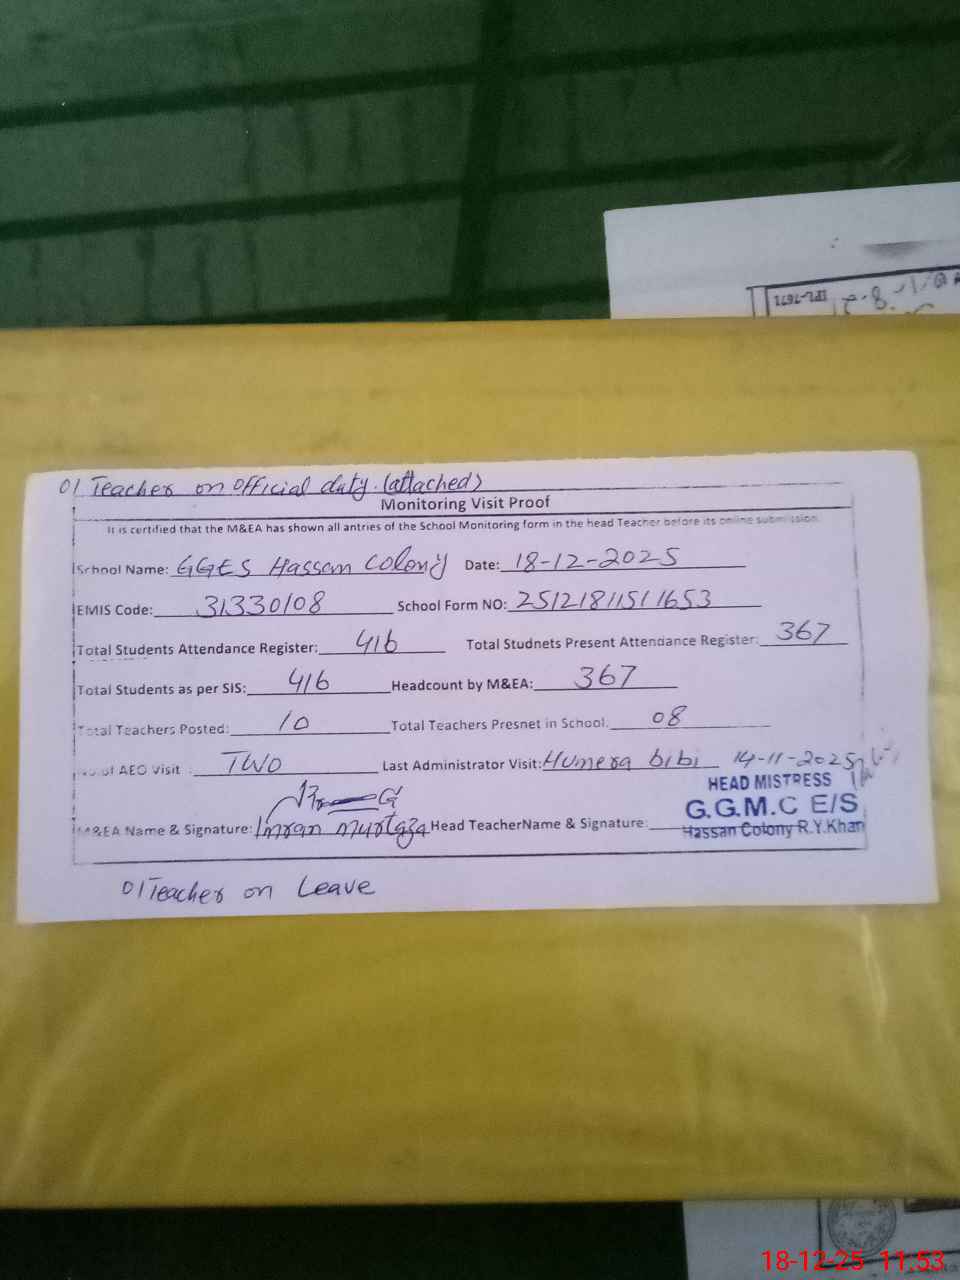 IPL-7671
01 Teacher on official duty. (attached)
Monitoring Visit Proof
It is certified that the M&EA has shown all antries of the School Monitoring form in the head Teacher before its online submission.
School Name: GGES Hassan Colony Date: 18-12-2025
EMIS Code: 31330108 School Form NO: 25121811511653
Total Students Attendance Register: 416 Total Studnets Present Attendance Register: 367
Total Students as per SIS: 416 Headcount by M&EA: 367
Total Teachers Posted: 10 Total Teachers Presnet in School: 08
No of AEO Visit : TWO Last Administrator Visit: Humera bibi 14-11-2025
HEAD MISTRESS
G.G.M.C E/S
M&EA Name & Signature: Imran Murtaza Head TeacherName & Signature: Hassan Colony R.Y.Khan
01 Teacher on Leave
18-12-25 11:53